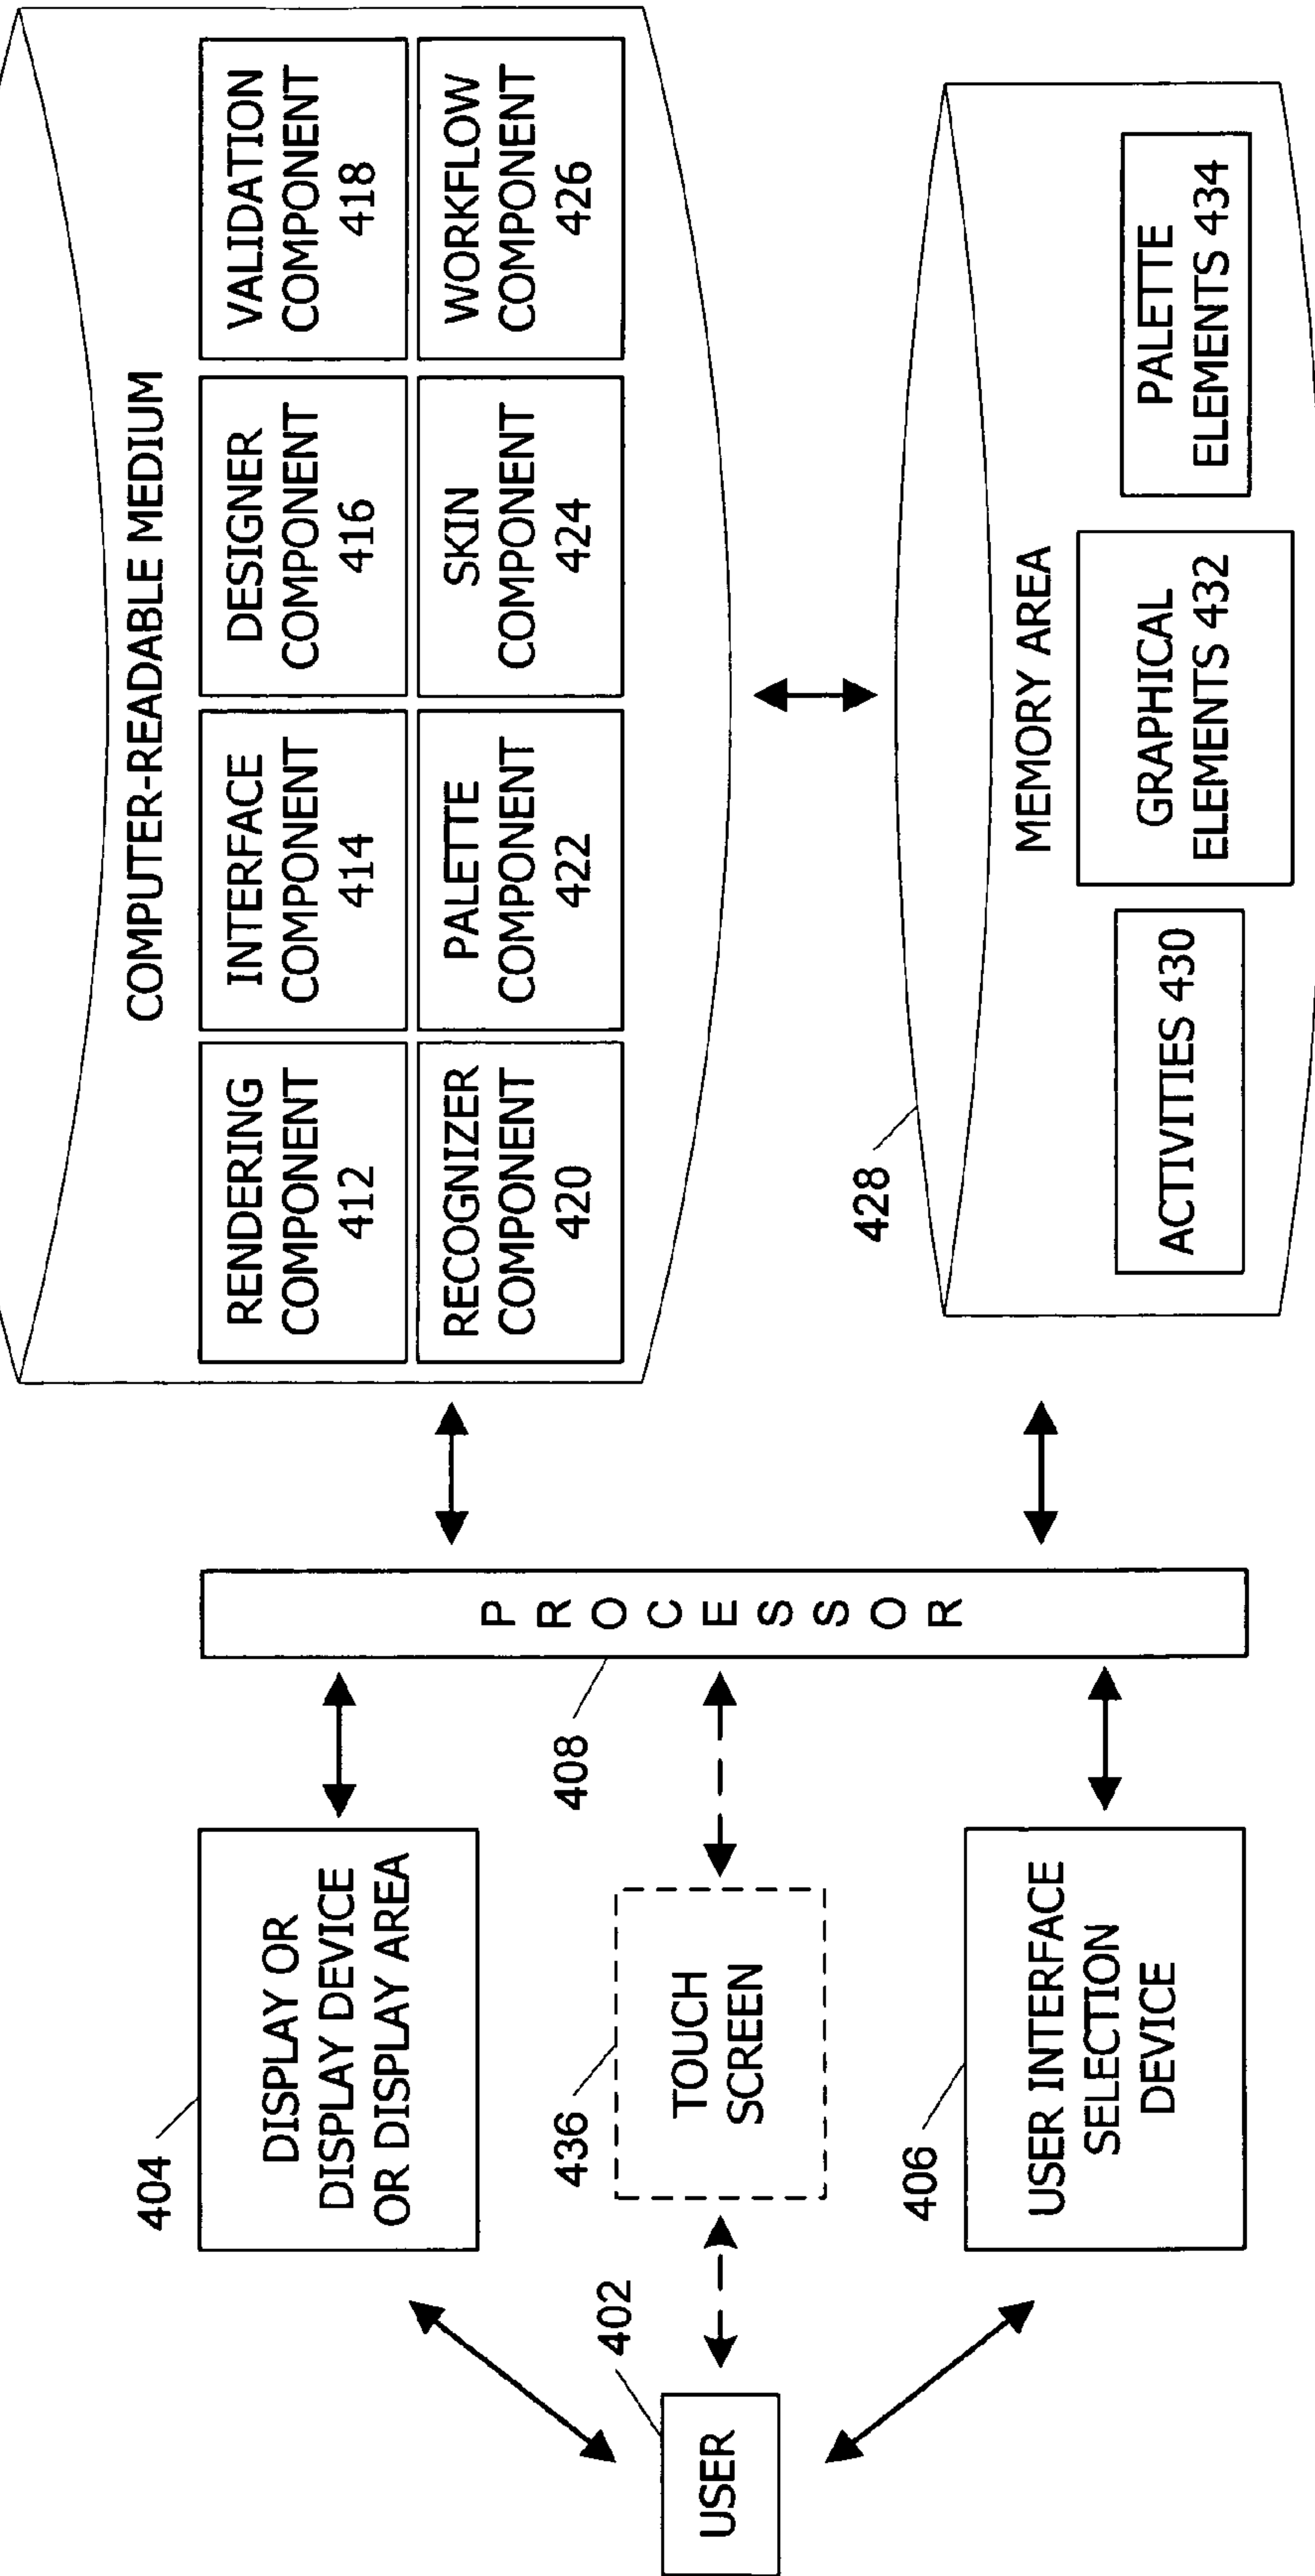 COMPUTER-READABLE MEDIUM
RENDERING
COMPONENT
412
INTERFACE
COMPONENT
414
DESIGNER
COMPONENT
416
VALIDATION
COMPONENT
418
RECOGNIZER
COMPONENT
420
PALETTE
COMPONENT
422
SKIN
COMPONENT
424
WORKFLOW
COMPONENT
426
404
DISPLAY OR
DISPLAY DEVICE
OR DISPLAY AREA
402
USER
436
TOUCH
SCREEN
408
PROCESSOR
406
USER INTERFACE
SELECTION
DEVICE
428
MEMORY AREA
ACTIVITIES 430
GRAPHICAL
ELEMENTS 432
PALETTE
ELEMENTS 434